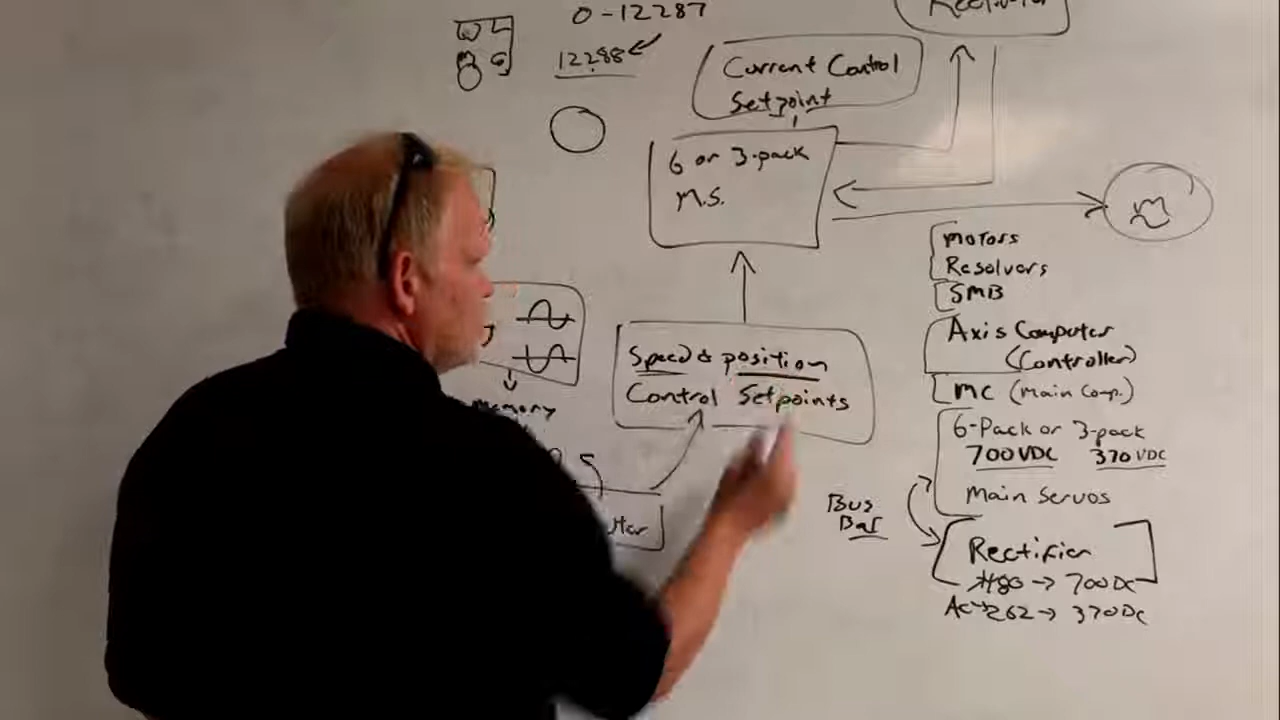 0-12287
12288
Current Control
Setpoint
6 or 3-pack
M.S.
M
Motors
Resolvers
SMB
Axis Computer
(Controller)
MC (Main Comp.)
6-Pack or 3-pack
700VDC 370VDC
Main Servos
Speed & position
Control Setpoints
memory
Bus
Bar
Rectifier
480 → 700DC
AC→262 → 370DC